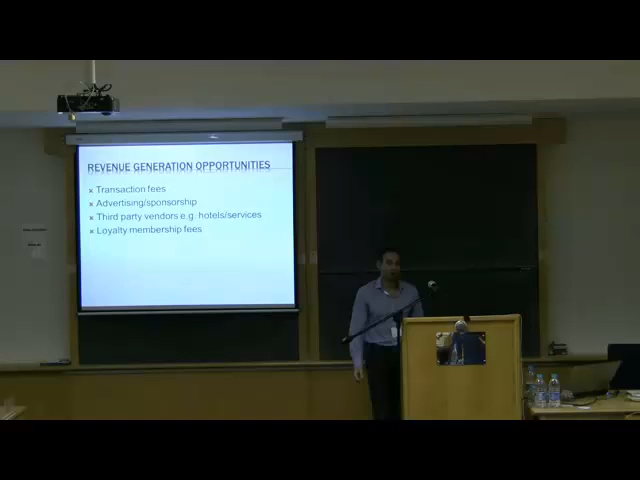 REVENUE GENERATION OPPORTUNITIES
Transaction fees
Advertising/sponsorship
Third party vendors e.g. hotels/services
Loyalty membership fees